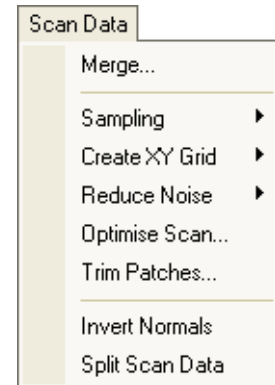 Scan Data
Merge...
Sampling
Create XY Grid
Reduce Noise
Optimise Scan...
Trim Patches...
Invert Normals
Split Scan Data